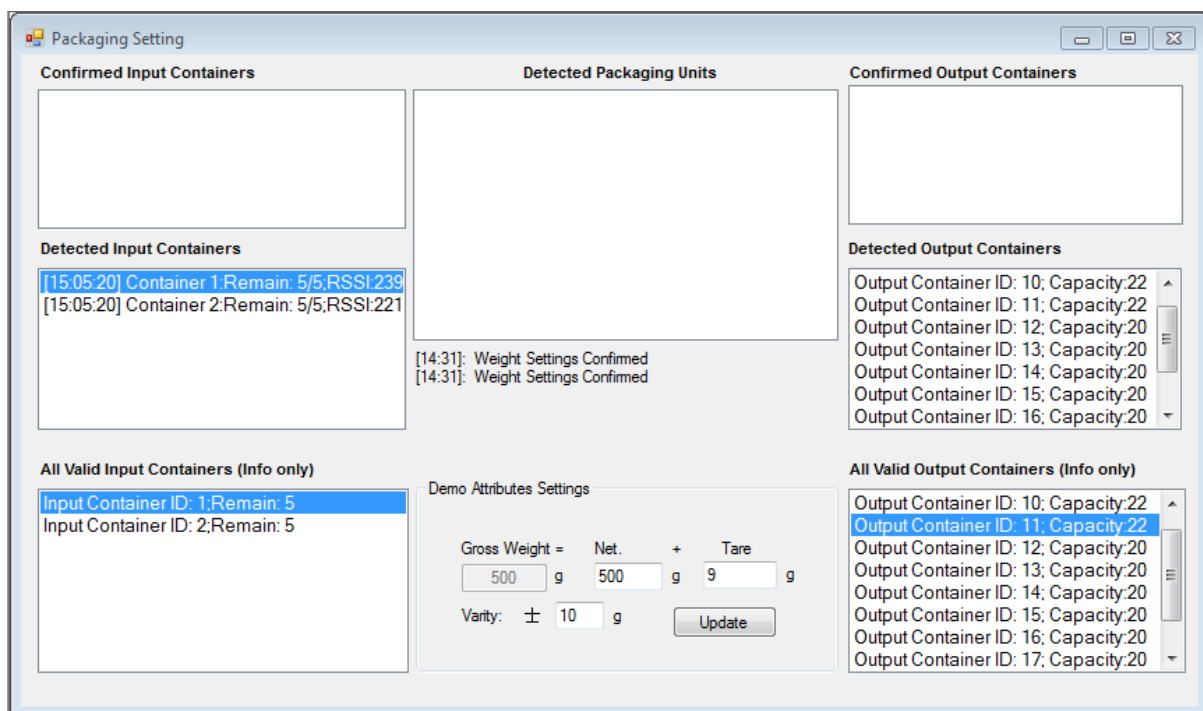 Packaging Setting
Confirmed Input Containers
Detected Packaging Units
Confirmed Output Containers
Detected Input Containers
[15:05:20] Container 1:Remain: 5/5;RSSI:239
[15:05:20] Container 2:Remain: 5/5;RSSI:221
[14:31]: Weight Settings Confirmed
[14:31]: Weight Settings Confirmed
Detected Output Containers
Output Container ID: 10; Capacity:22
Output Container ID: 11; Capacity:22
Output Container ID: 12; Capacity:20
Output Container ID: 13; Capacity:20
Output Container ID: 14; Capacity:20
Output Container ID: 15; Capacity:20
Output Container ID: 16; Capacity:20
All Valid Input Containers (Info only)
Input Container ID: 1;Remain: 5
Input Container ID: 2;Remain: 5
Demo Attributes Settings
Gross Weight = Net. + Tare
500 g 500 g 9 g
Varity: ± 10 g Update
All Valid Output Containers (Info only)
Output Container ID: 10; Capacity:22
Output Container ID: 11; Capacity:22
Output Container ID: 12; Capacity:20
Output Container ID: 13; Capacity:20
Output Container ID: 14; Capacity:20
Output Container ID: 15; Capacity:20
Output Container ID: 16; Capacity:20
Output Container ID: 17; Capacity:20